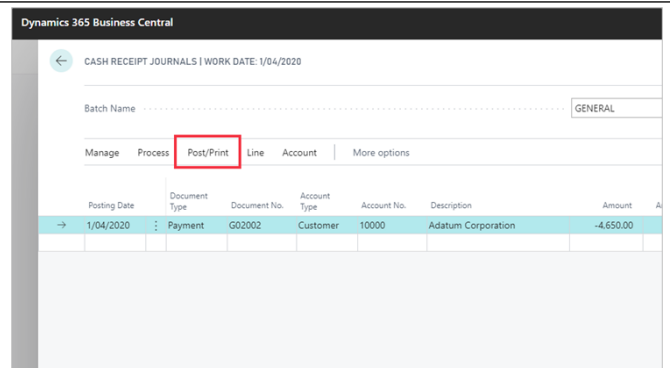 Dynamics 365 Business Central
CASH RECEIPT JOURNALS | WORK DATE: 1/04/2020
Batch Name GENERAL
Manage Process Post/Print Line Account More options
Posting Date Document Type Document No. Account Type Account No. Description Amount
1/04/2020 Payment G02002 Customer 10000 Adatum Corporation -4,650.00